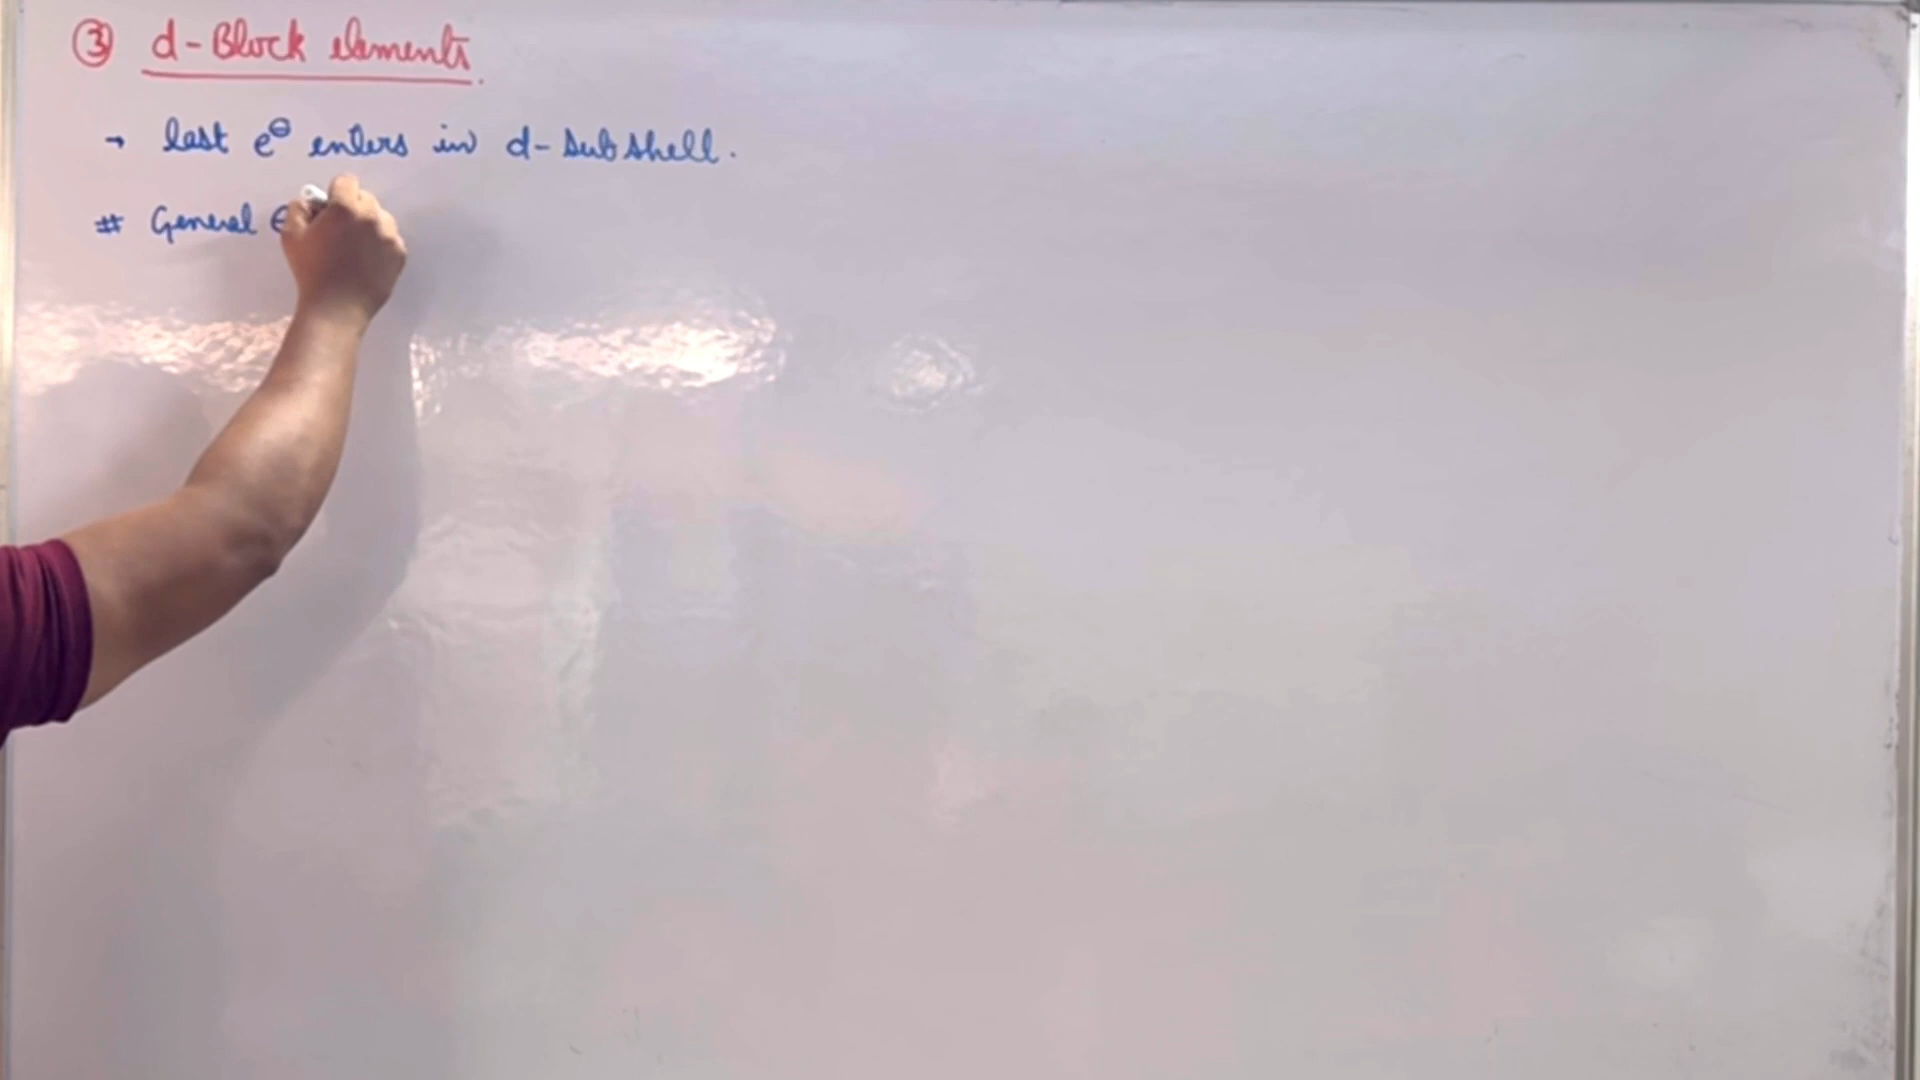 ③ d-Block elements.
→ last e⊖ enters in d-subshell.
# General